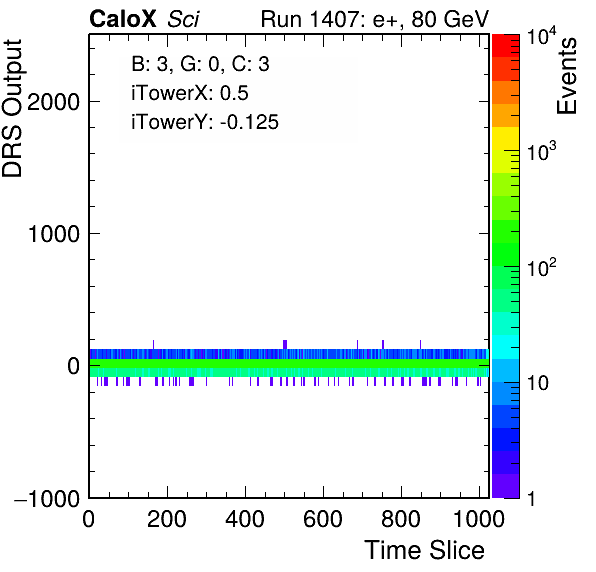 CaloX Sci Run 1407: e+, 80 GeV
B: 3, G: 0, C: 3
iTowerX: 0.5
iTowerY: -0.125
DRS Output
2000
1000
0
−1000
0 200 400 600 800 1000
Time Slice
Events
10^4
10^3
10^2
10
1